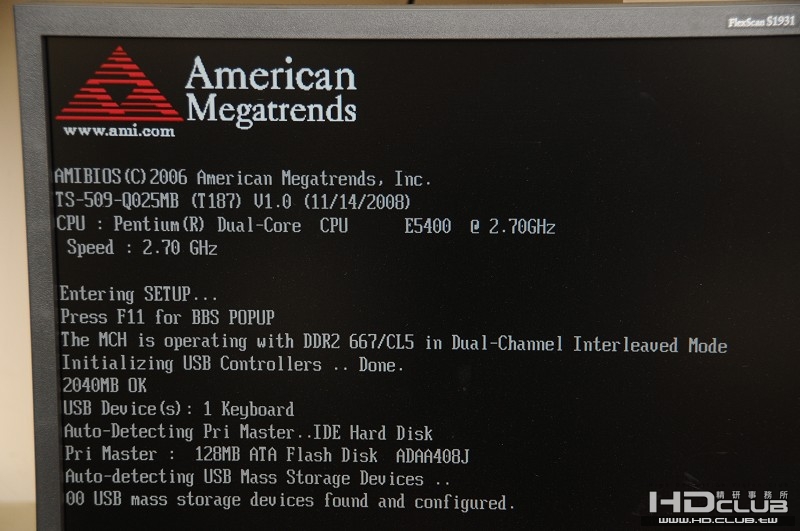 FlexScan S1931
American
Megatrends
www.ami.com
AMIBIOS(C)2006 American Megatrends, Inc.
TS-509-Q025MB (T187) V1.0 (11/14/2008)
CPU : Pentium(R) Dual-Core  CPU      E5400  @ 2.70GHz
Speed : 2.70 GHz
Entering SETUP...
Press F11 for BBS POPUP
The MCH is operating with DDR2 667/CL5 in Dual-Channel Interleaved Mode
Initializing USB Controllers .. Done.
2040MB OK
USB Device(s): 1 Keyboard
Auto-Detecting Pri Master..IDE Hard Disk
Pri Master :  128MB ATA Flash Disk  ADAA408J
Auto-detecting USB Mass Storage Devices ..
00 USB mass storage devices found and configured.
HD精研事務所
CLUB
www.HD.CLUB.tw